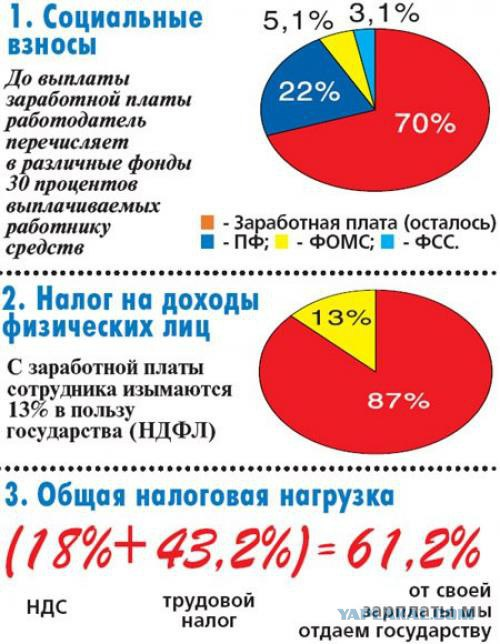 1. Социальные
взносы
До выплаты
заработной платы
работодатель
перечисляет
в различные фонды
30 процентов
выплачиваемых
работнику
средств
5,1%
3,1%
22%
70%
- Заработная плата (осталось)
- ПФ; - ФОМС; - ФСС.
2. Налог на доходы
физических лиц
С заработной платы
сотрудника изымаются
13% в пользу
государства (НДФЛ)
13%
87%
3. Общая налоговая нагрузка
(18%+ 43,2%)= 61,2%
НДС
трудовой
налог
от своей
зарплаты мы
отдаем государству